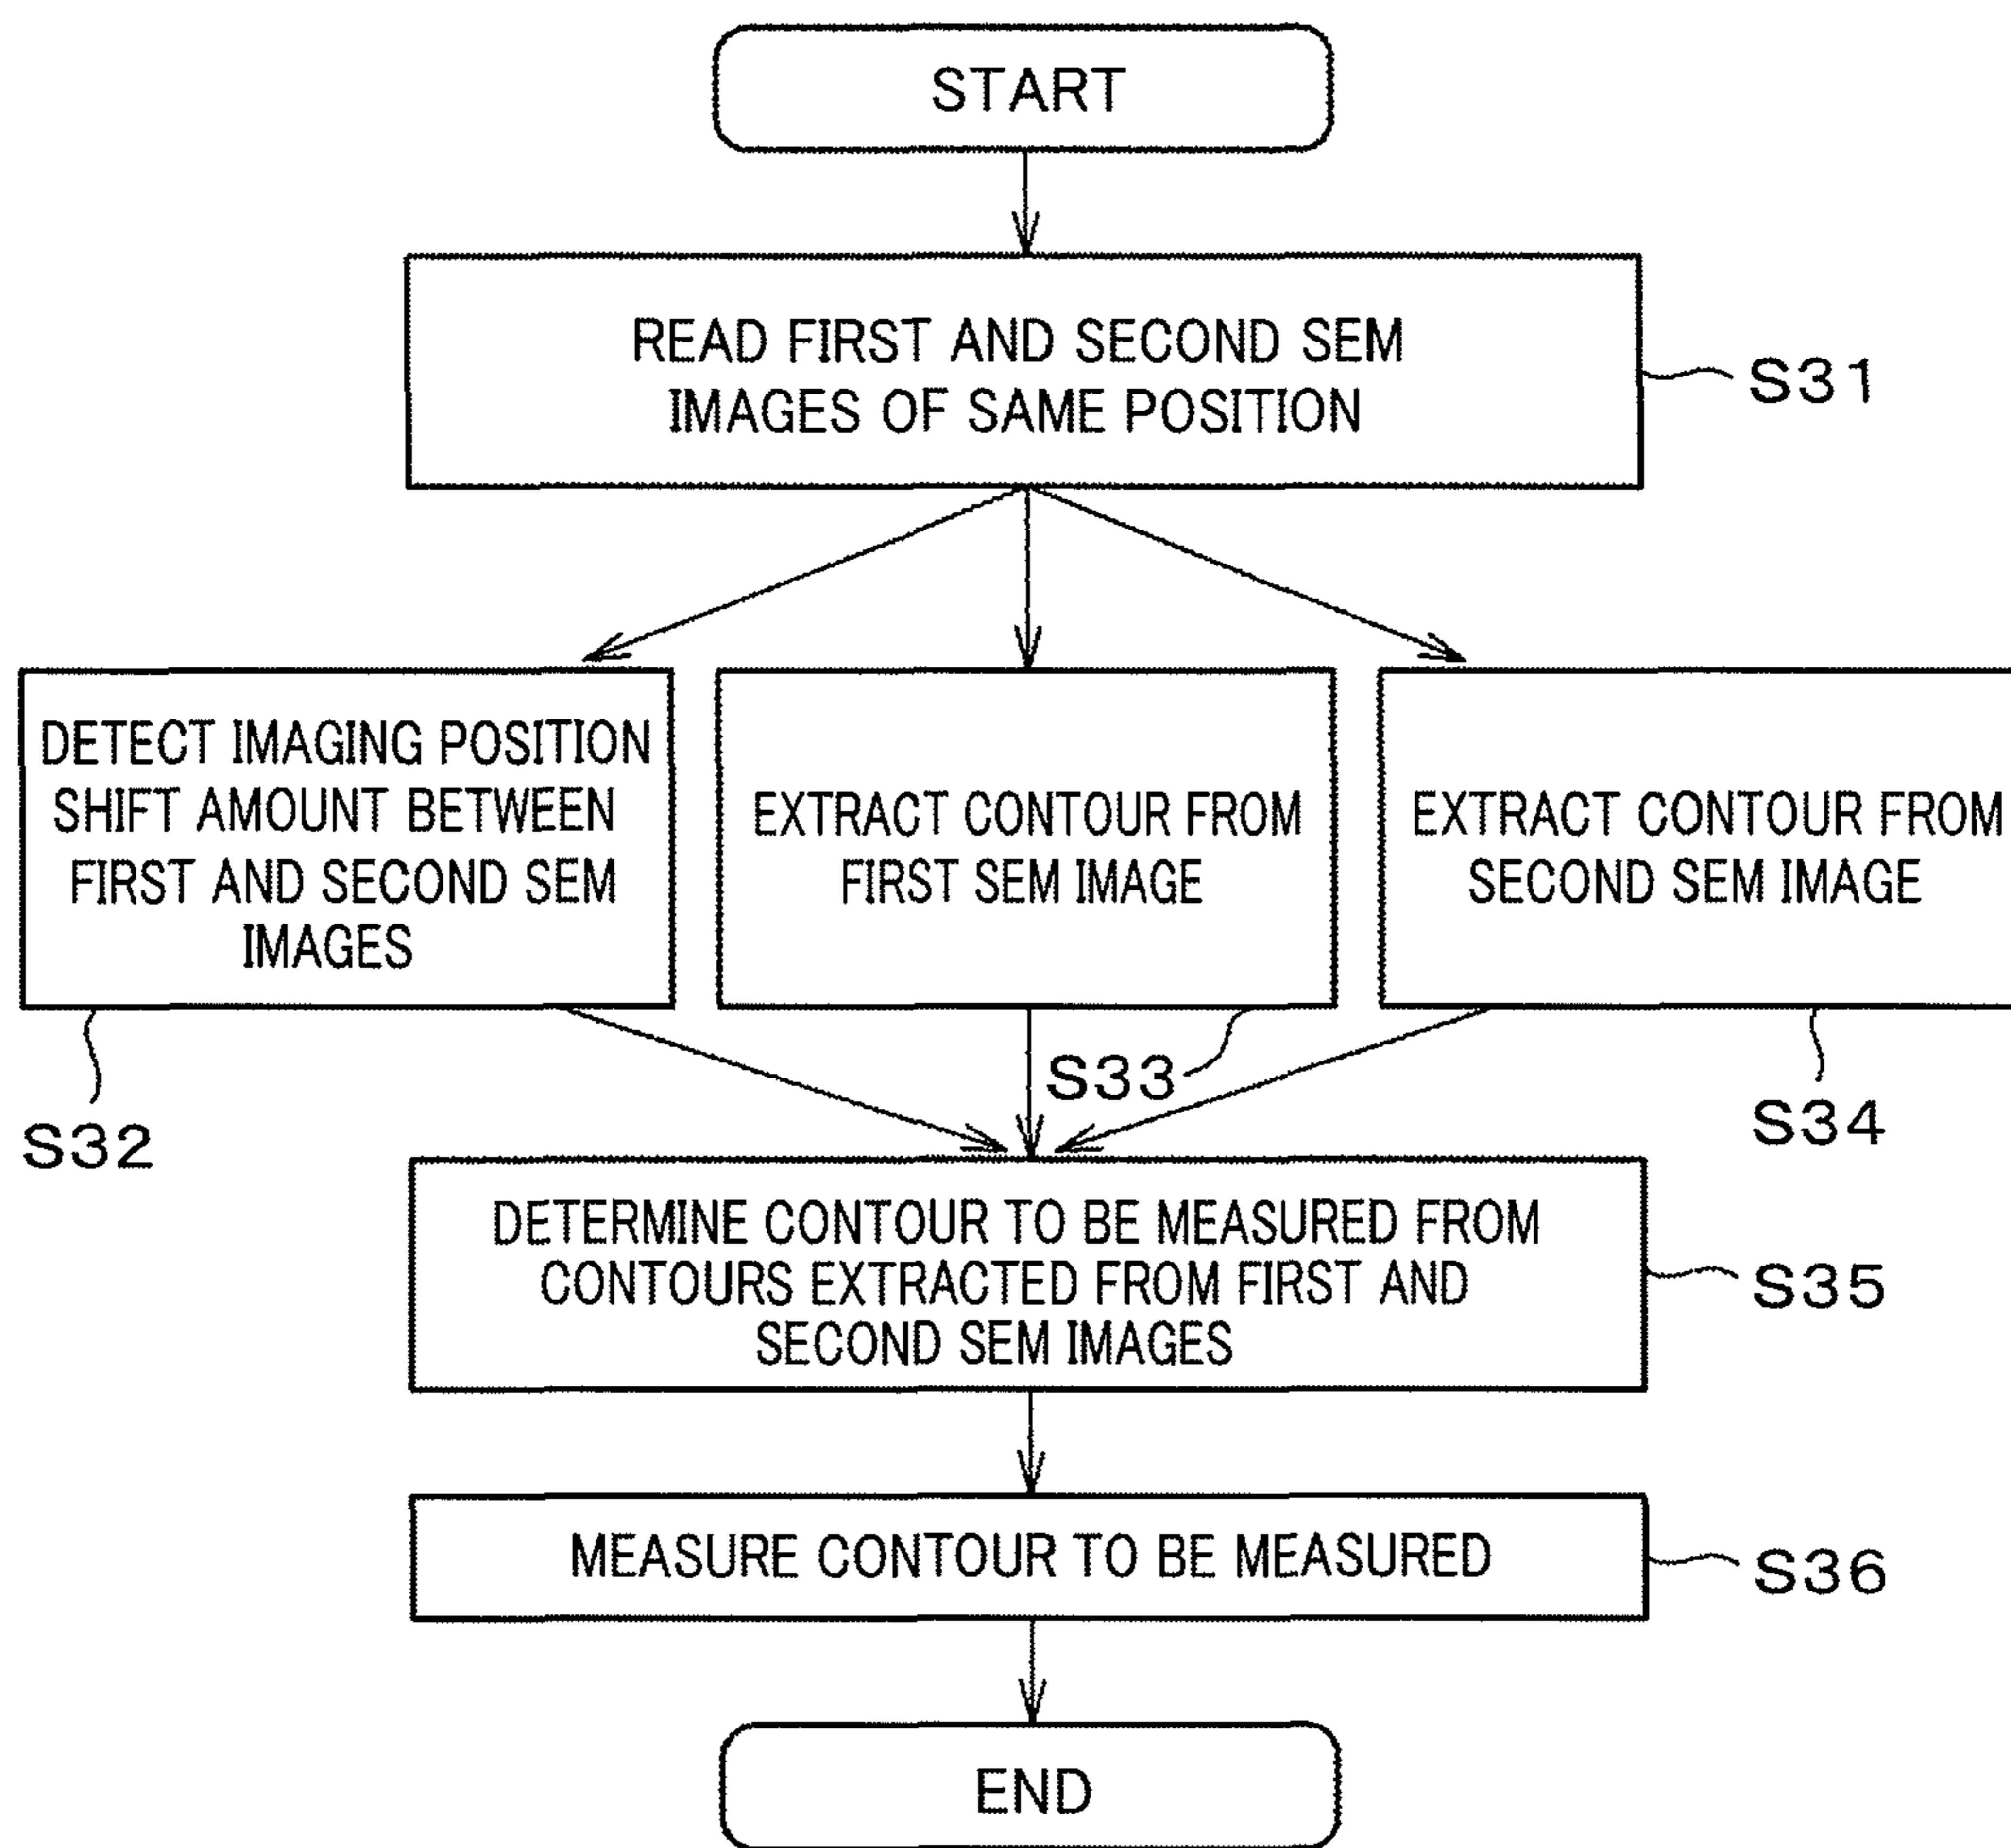 START
READ FIRST AND SECOND SEM
IMAGES OF SAME POSITION
S31
DETECT IMAGING POSITION
SHIFT AMOUNT BETWEEN
FIRST AND SECOND SEM
IMAGES
S32
EXTRACT CONTOUR FROM
FIRST SEM IMAGE
S33
EXTRACT CONTOUR FROM
SECOND SEM IMAGE
S34
DETERMINE CONTOUR TO BE MEASURED FROM
CONTOURS EXTRACTED FROM FIRST AND
SECOND SEM IMAGES
S35
MEASURE CONTOUR TO BE MEASURED
S36
END